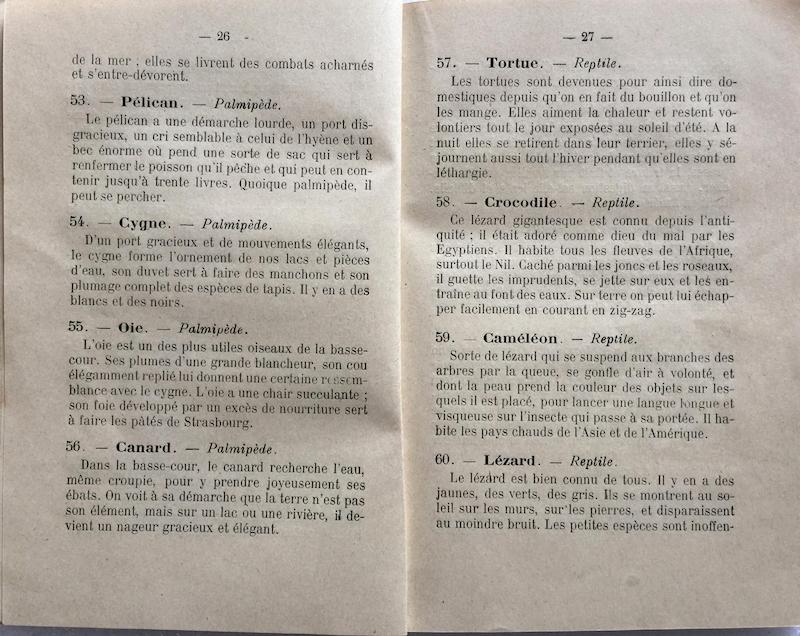 — 26 -
de la mer ; elles se livrent des combats acharnés
et s'entre-dévorent.
53. — Pélican. — Palmipède.
Le pélican a une démarche lourde, un port dis-
gracieux, un cri semblable à celui de l'hyène et un
bec énorme où pend une sorte de sac qui sert à
renfermer le poisson qu'il pêche et qui peut en con-
tenir jusqu'à trente livres. Quoique palmipède, il
peut se percher.
54. — Cygne. — Palmipède.
D'un port gracieux et de mouvements élégants,
le cygne forme l'ornement de nos lacs et pièces
d'eau, son duvet sert à faire des manchons et son
plumage complet des espèces de tapis. Il y en a des
blancs et des noirs.
55. — Oie. — Palmipède.
L'oie est un des plus utiles oiseaux de la basse-
cour. Ses plumes d'une grande blancheur, son cou
élégamment replié lui donnent une certaine ressem-
blance avec le cygne. L'oie a une chair succulante ;
son foie développé par un excès de nourriture sert
à faire les pâtés de Strasbourg.
56. — Canard. — Palmipède.
Dans la basse-cour, le canard recherche l'eau,
même croupie, pour y prendre joyeusement ses
ébats. On voit à sa démarche que la terre n'est pas
son élément, mais sur un lac ou une rivière, il de-
vient un nageur gracieux et élégant.
— 27 —
57. — Tortue. — Reptile.
Les tortues sont devenues pour ainsi dire do-
mestiques depuis qu'on en fait du bouillon et qu'on
les mange. Elles aiment la chaleur et restent vo-
lontiers tout le jour exposées au soleil d'été. A la
nuit elles se retirent dans leur terrier, elles y sé-
journent aussi tout l'hiver pendant qu'elles sont en
léthargie.
58. — Crocodile. — Reptile.
Ce lézard gigantesque est connu depuis l'anti-
quité ; il était adoré comme dieu du mal par les
Egyptiens. Il habite tous les fleuves de l'Afrique,
surtout le Nil. Caché parmi les joncs et les roseaux,
il guette les imprudents, se jette sur eux et les en-
traîne au font des eaux. Sur terre on peut lui échap-
per facilement en courant en zig-zag.
59. — Caméléon. — Reptile.
Sorte de lézard qui se suspend aux branches des
arbres par la queue, se gonfle d'air à volonté, et
dont la peau prend la couleur des objets sur les-
quels il est placé, pour lancer une langue longue et
visqueuse sur l'insecte qui passe à sa portée. Il ha-
bite les pays chauds de l'Asie et de l'Amérique.
60. — Lézard. — Reptile.
Le lézard est bien connu de tous. Il y en a des
jaunes, des verts, des gris. Ils se montrent au so-
leil sur les murs, sur les pierres, et disparaissent
au moindre bruit. Les petites espèces sont inoffen-